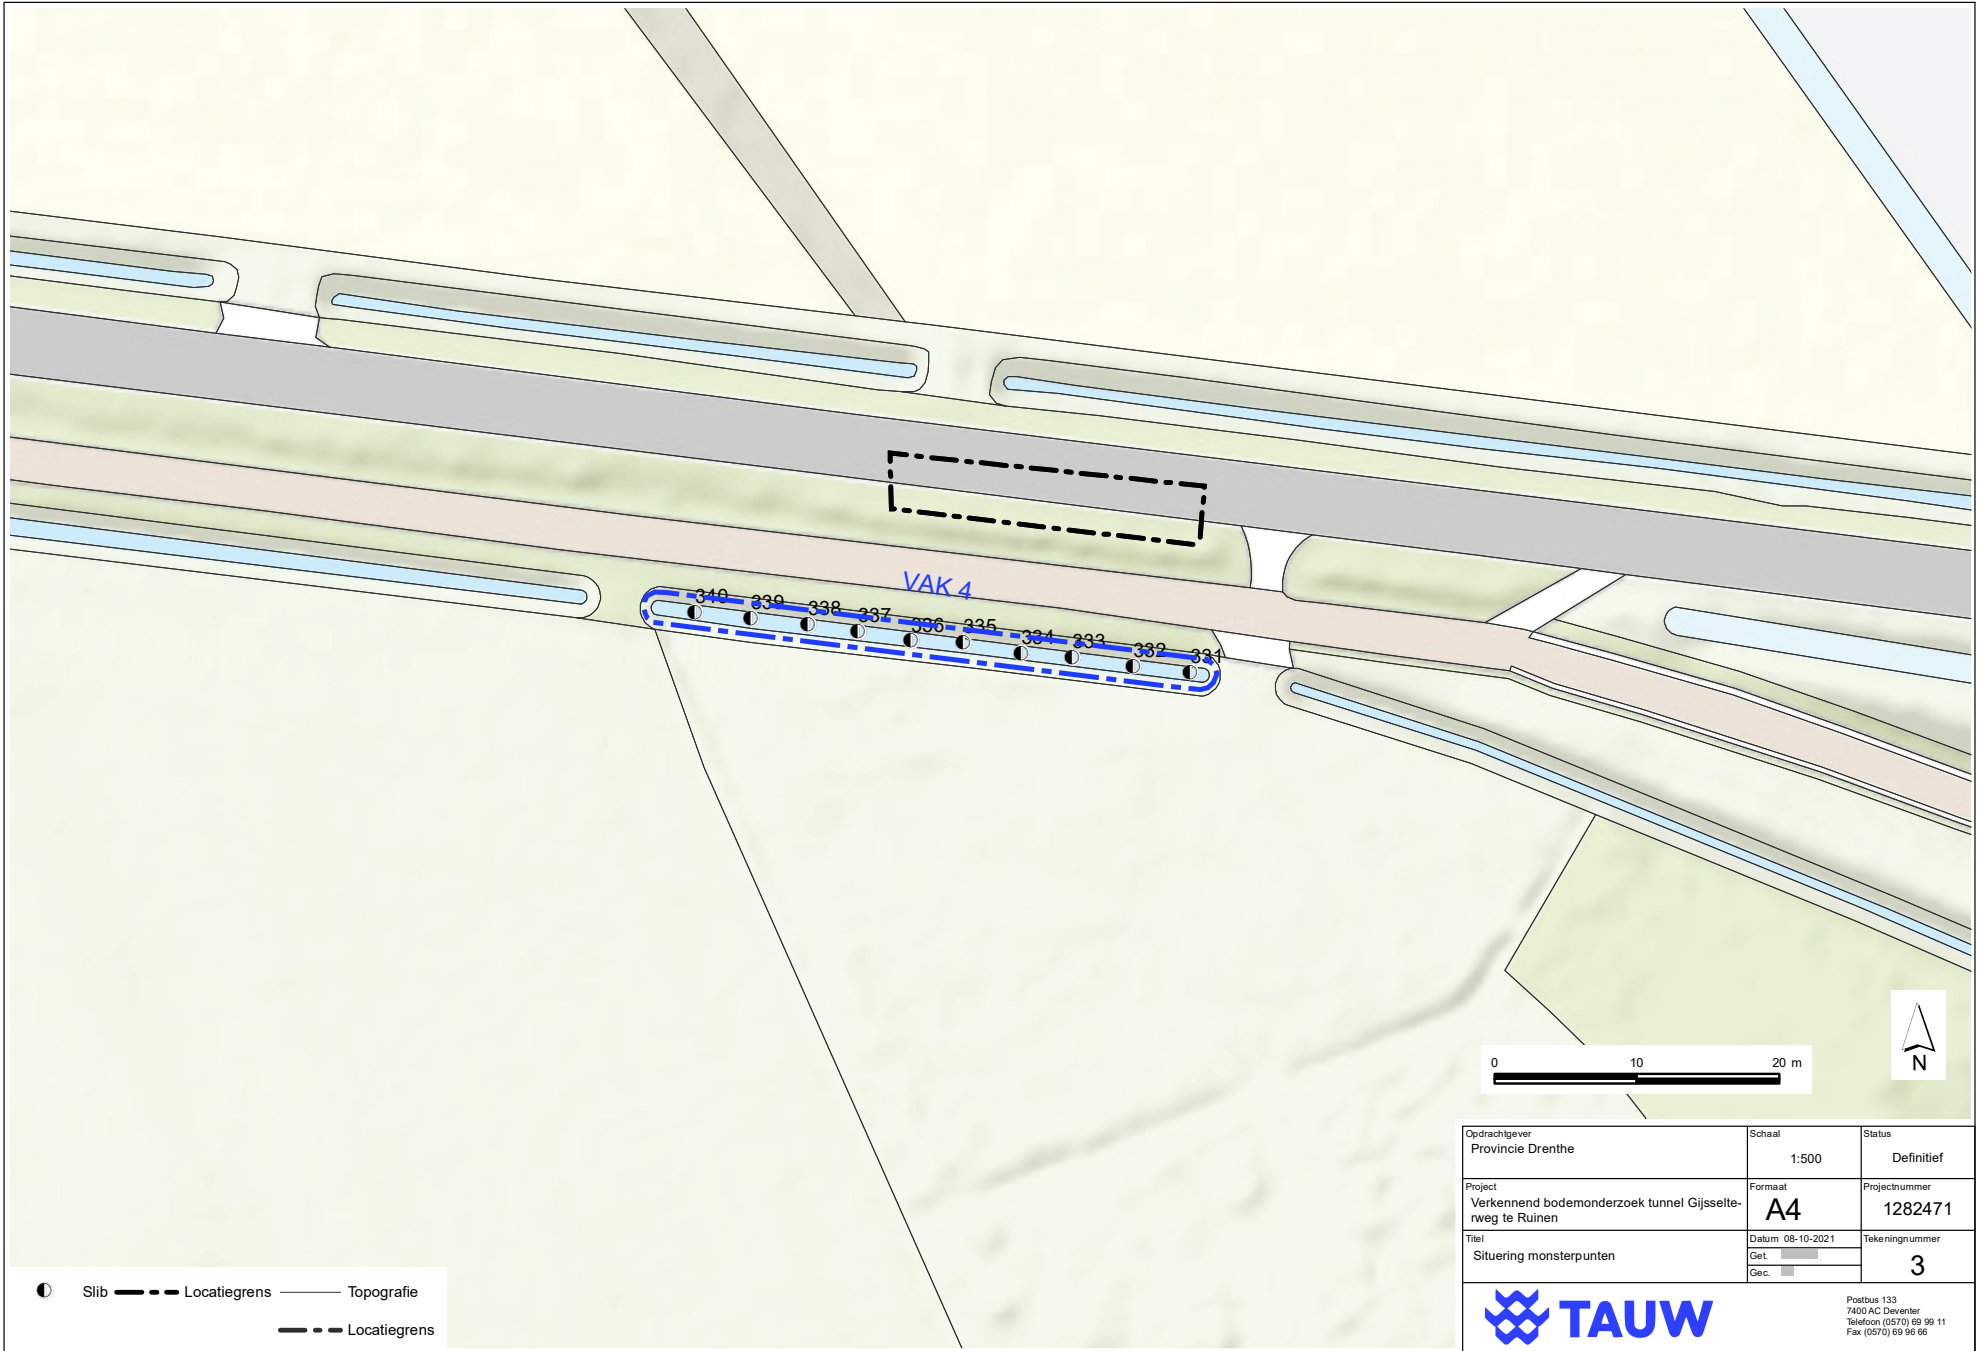 VAK 4
340 339 338 337 336 335 334 333 332 331
0 10 20 m
N
Slib Locatiegrens Topografie
Locatiegrens
Opdrachtgever
Provincie Drenthe
Schaal
1:500
Status
Definitief
Project
Verkennend bodemonderzoek tunnel Gijsselte-
rweg te Ruinen
Formaat
A4
Projectnummer
1282471
Titel
Situering monsterpunten
Datum 08-10-2021
Get.
Gec.
Tekeningnummer
3
TAUW
Postbus 133
7400 AC Deventer
Telefoon (0570) 69 99 11
Fax (0570) 69 96 66